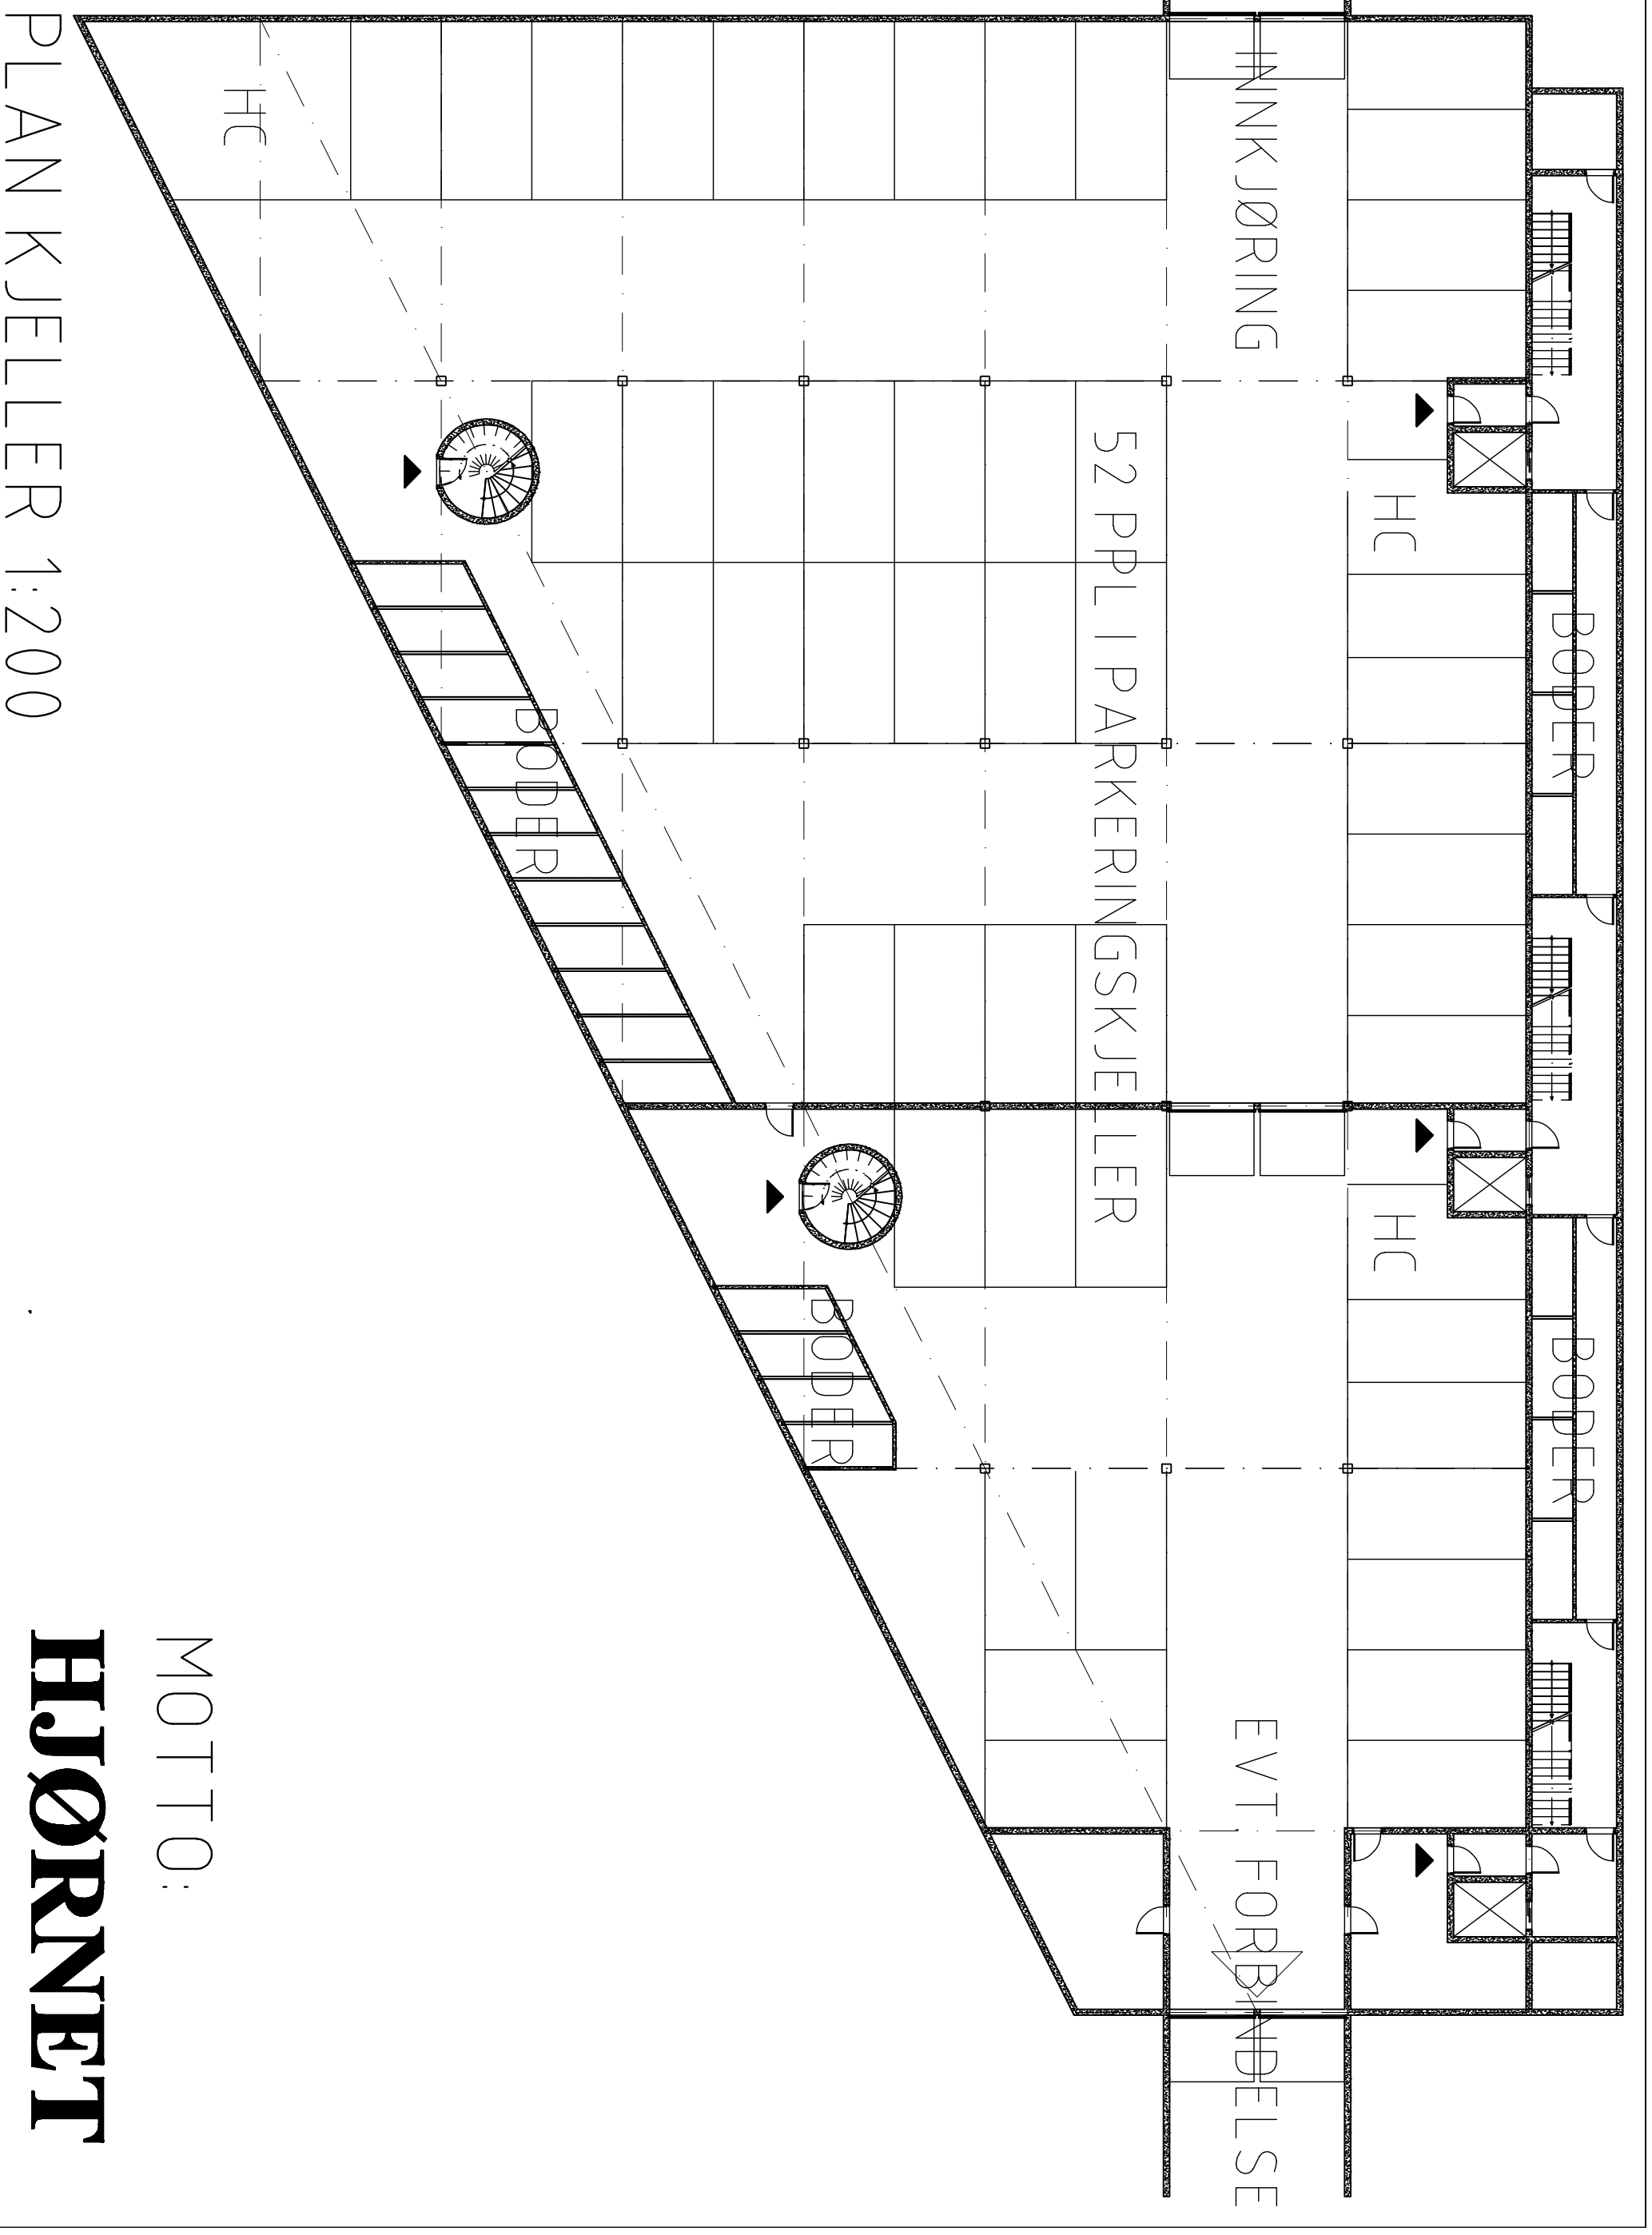 BODER
BODER
HC
HC
INNKJØRING
EVT. FORBINDELSE
52 PPL I PARKERINGSKJELLER
BODER
BODER
HC
MOTTO:
HJØRNET
PLAN KJELLER 1:200